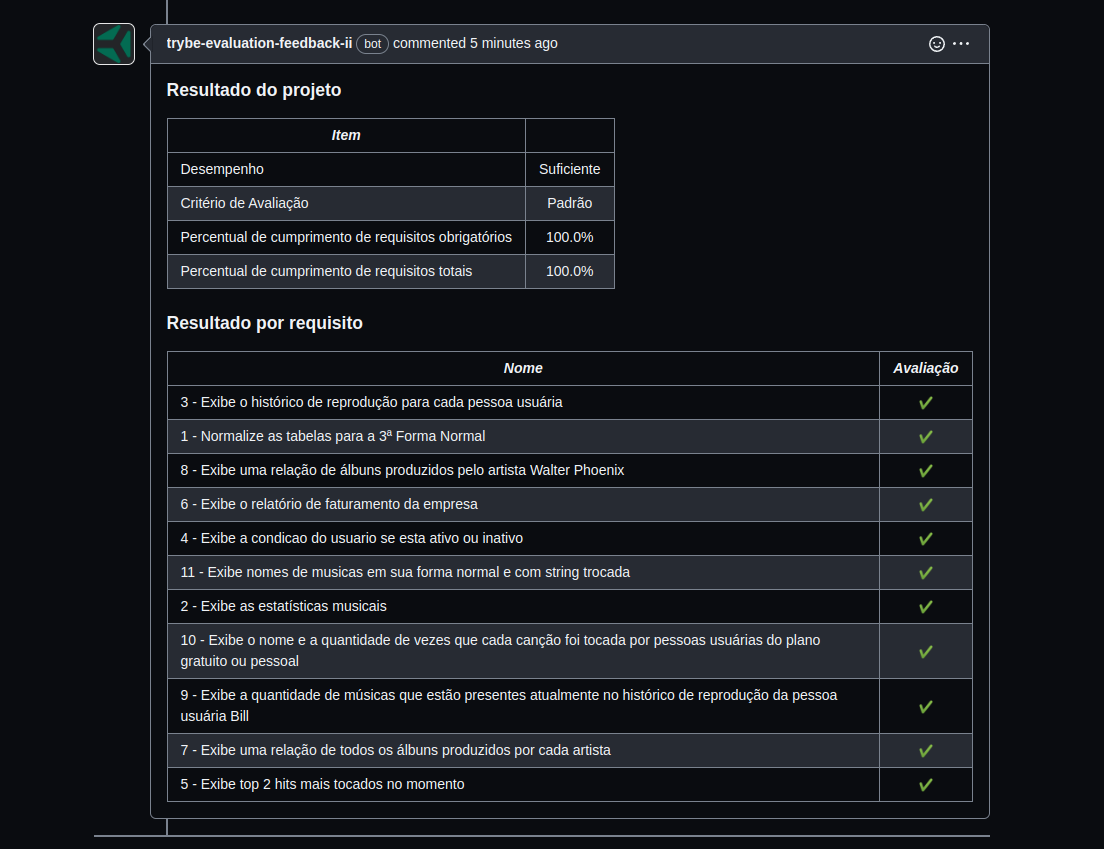 trybe-evaluation-feedback-ii bot commented 5 minutes ago
Resultado do projeto
Item
Desempenho Suficiente
Critério de Avaliação Padrão
Percentual de cumprimento de requisitos obrigatórios 100.0%
Percentual de cumprimento de requisitos totais 100.0%
Resultado por requisito
Nome Avaliação
3 - Exibe o histórico de reprodução para cada pessoa usuária ✔
1 - Normalize as tabelas para a 3ª Forma Normal ✔
8 - Exibe uma relação de álbuns produzidos pelo artista Walter Phoenix ✔
6 - Exibe o relatório de faturamento da empresa ✔
4 - Exibe a condicao do usuario se esta ativo ou inativo ✔
11 - Exibe nomes de musicas em sua forma normal e com string trocada ✔
2 - Exibe as estatísticas musicais ✔
10 - Exibe o nome e a quantidade de vezes que cada canção foi tocada por pessoas usuárias do plano
gratuito ou pessoal ✔
9 - Exibe a quantidade de músicas que estão presentes atualmente no histórico de reprodução da pessoa
usuária Bill ✔
7 - Exibe uma relação de todos os álbuns produzidos por cada artista ✔
5 - Exibe top 2 hits mais tocados no momento ✔